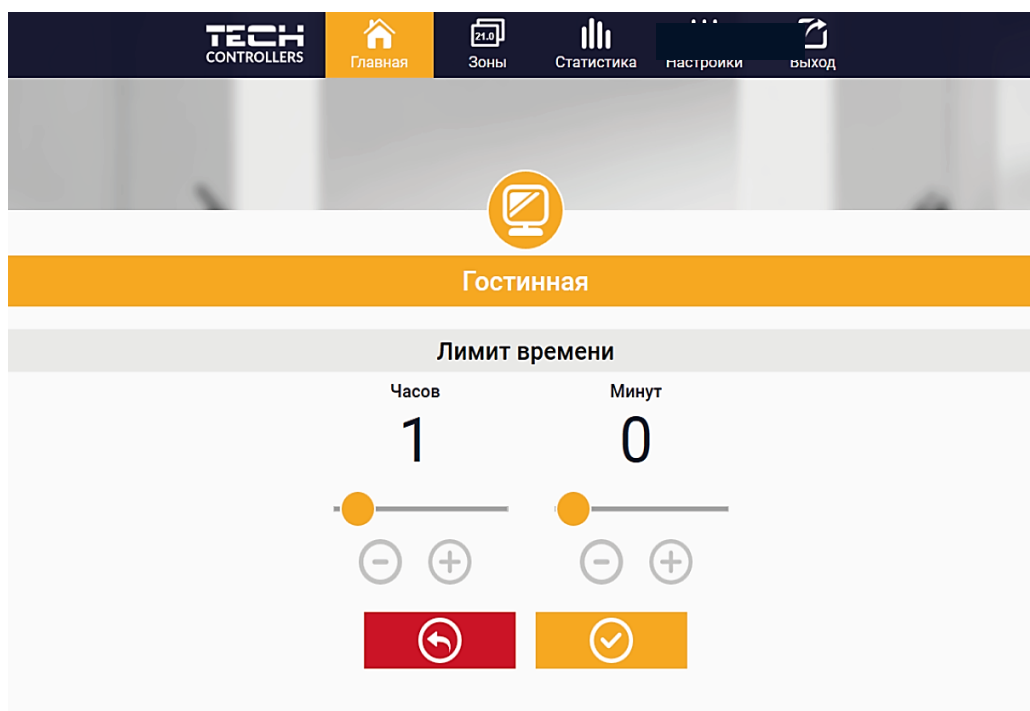 TECH
CONTROLLERS
Главная
21.0
Зоны
Статистика
Настройки
Выход
Гостинная
Лимит времени
Часов Минут
1 0